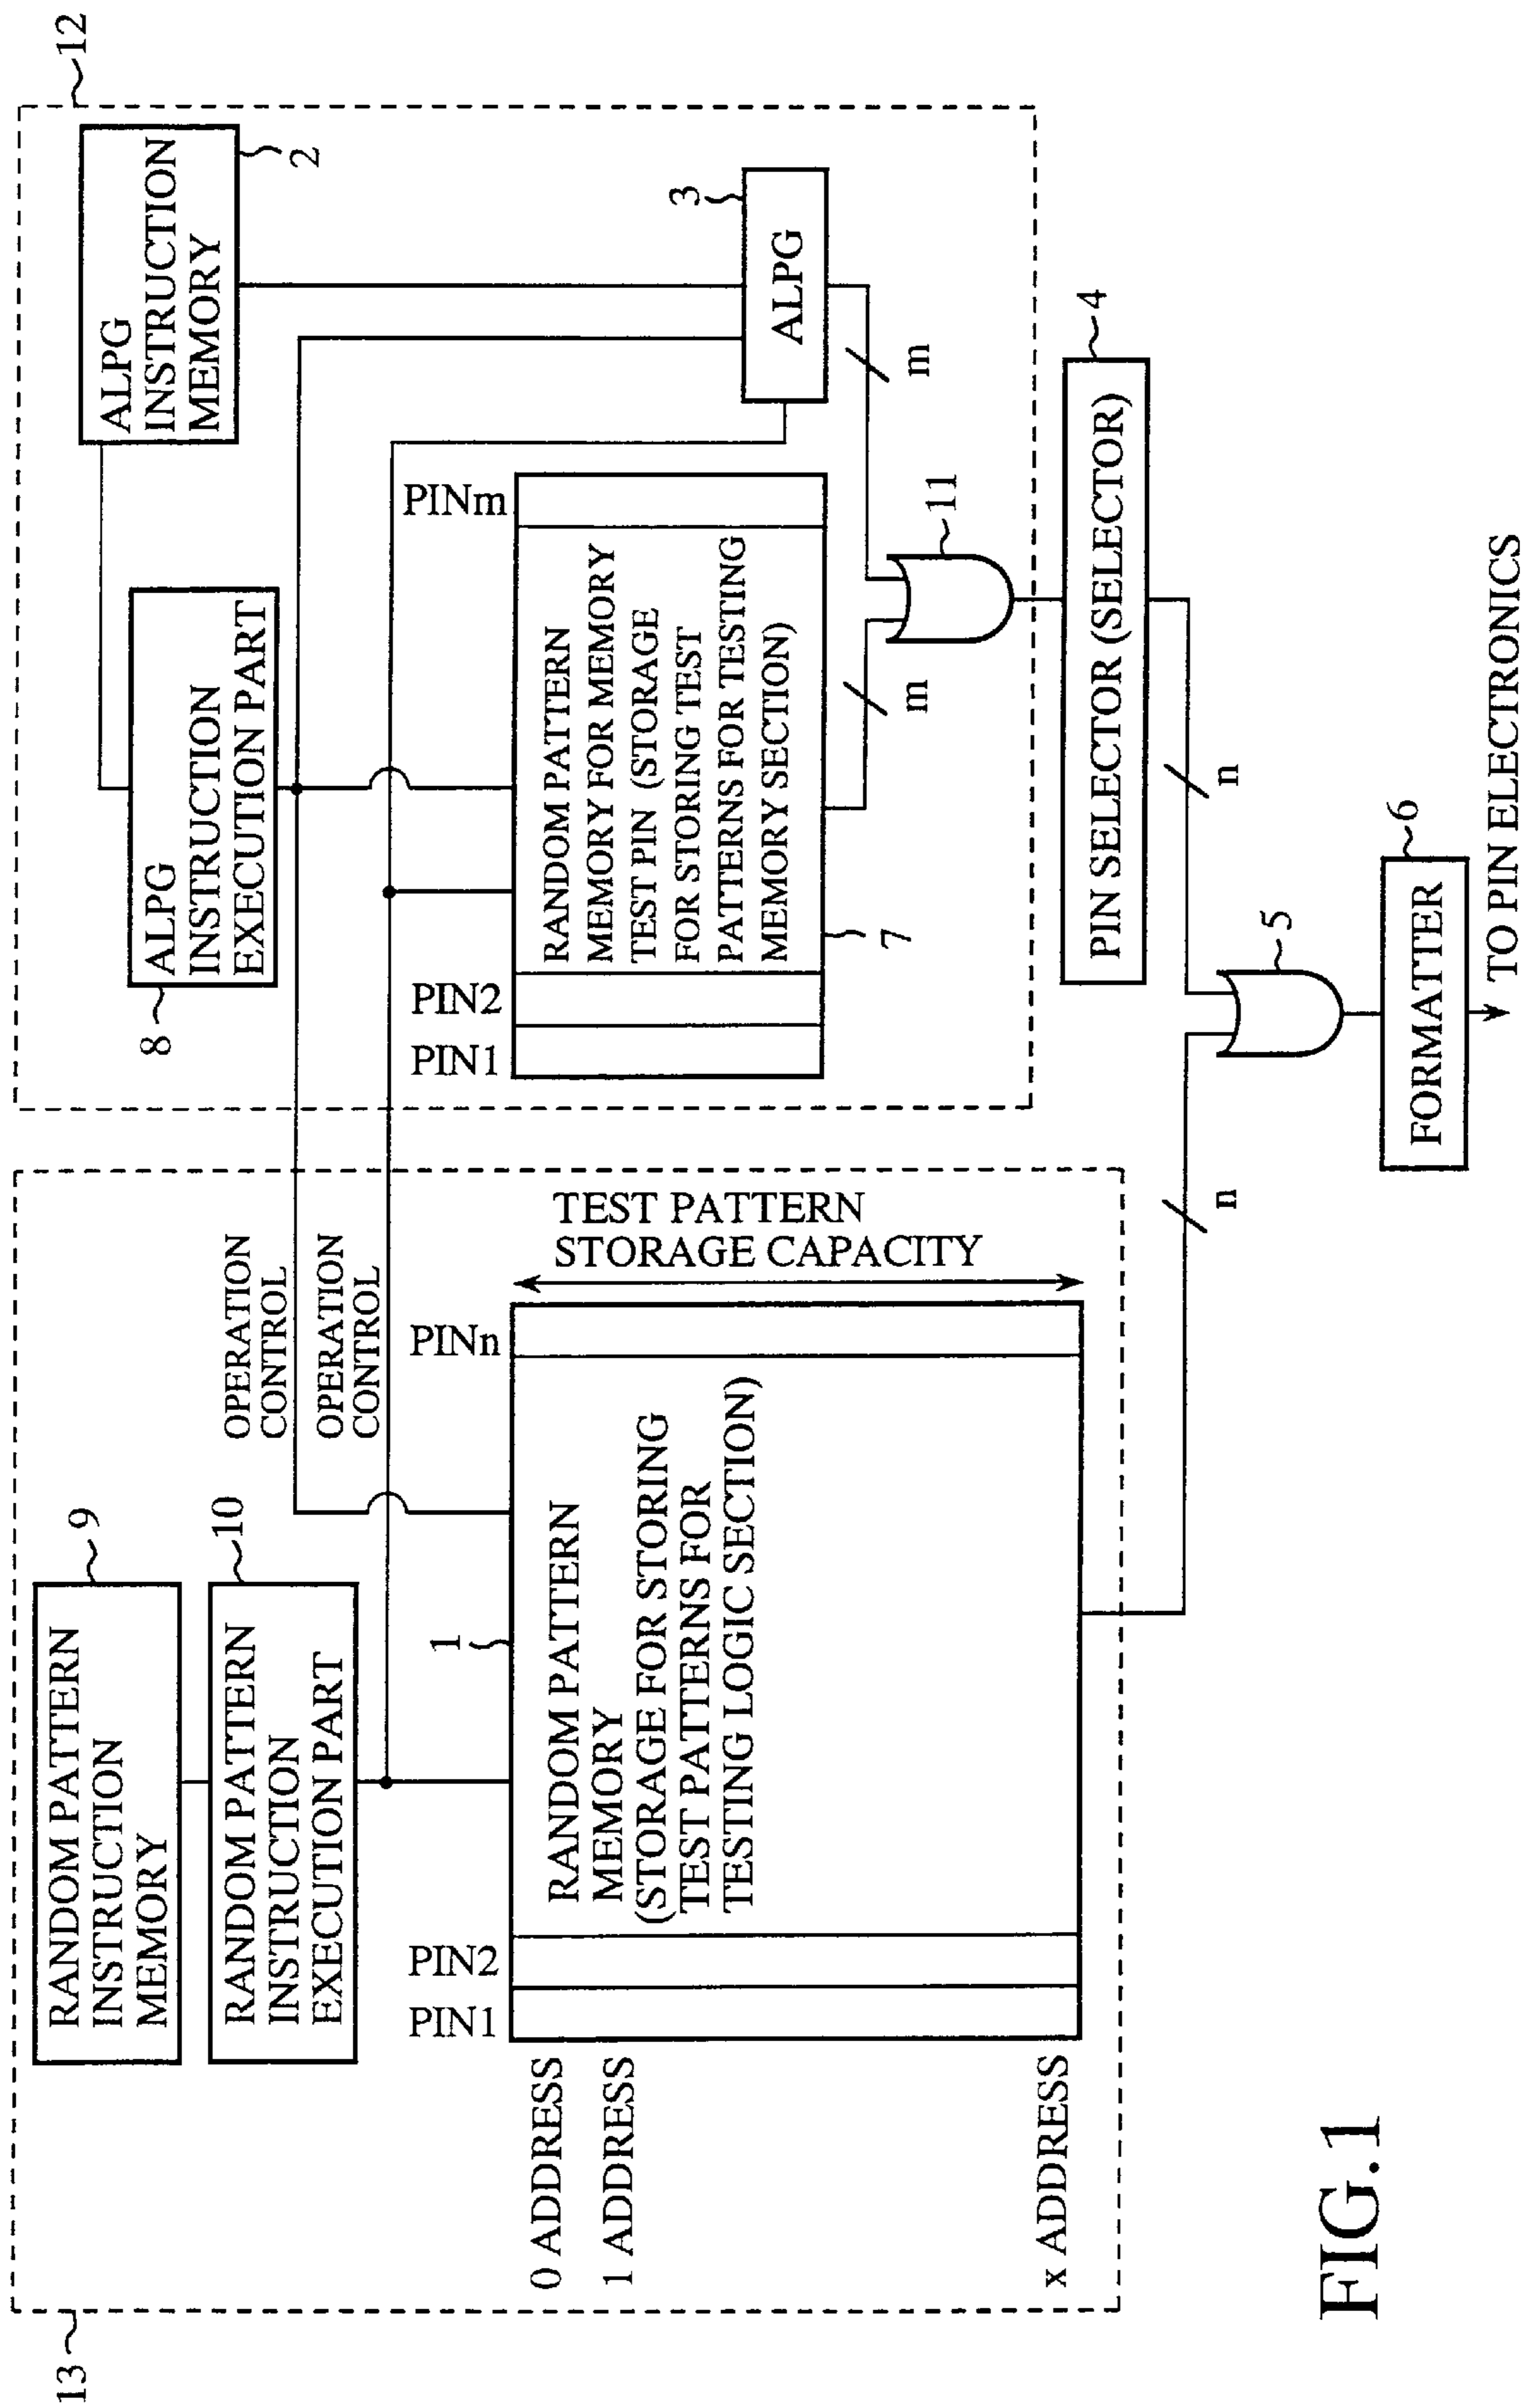 13
12
RANDOM PATTERN
INSTRUCTION
MEMORY
9
RANDOM PATTERN
INSTRUCTION
EXECUTION PART
10
OPERATION
CONTROL
OPERATION
CONTROL
PIN1
PIN2
PINn
0 ADDRESS
1 ADDRESS
x ADDRESS
1
RANDOM PATTERN
MEMORY
(STORAGE FOR STORING
TEST PATTERNS FOR
TESTING LOGIC SECTION)
TEST PATTERN
STORAGE CAPACITY
ALPG
INSTRUCTION
MEMORY
2
8
ALPG
INSTRUCTION
EXECUTION PART
PIN1
PIN2
PINm
RANDOM PATTERN
MEMORY FOR MEMORY
TEST PIN (STORAGE
FOR STORING TEST
PATTERNS FOR TESTING
MEMORY SECTION)
7
3
ALPG
m
m
11
4
PIN SELECTOR (SELECTOR)
n
n
5
6
FORMATTER
TO PIN ELECTRONICS
FIG.1